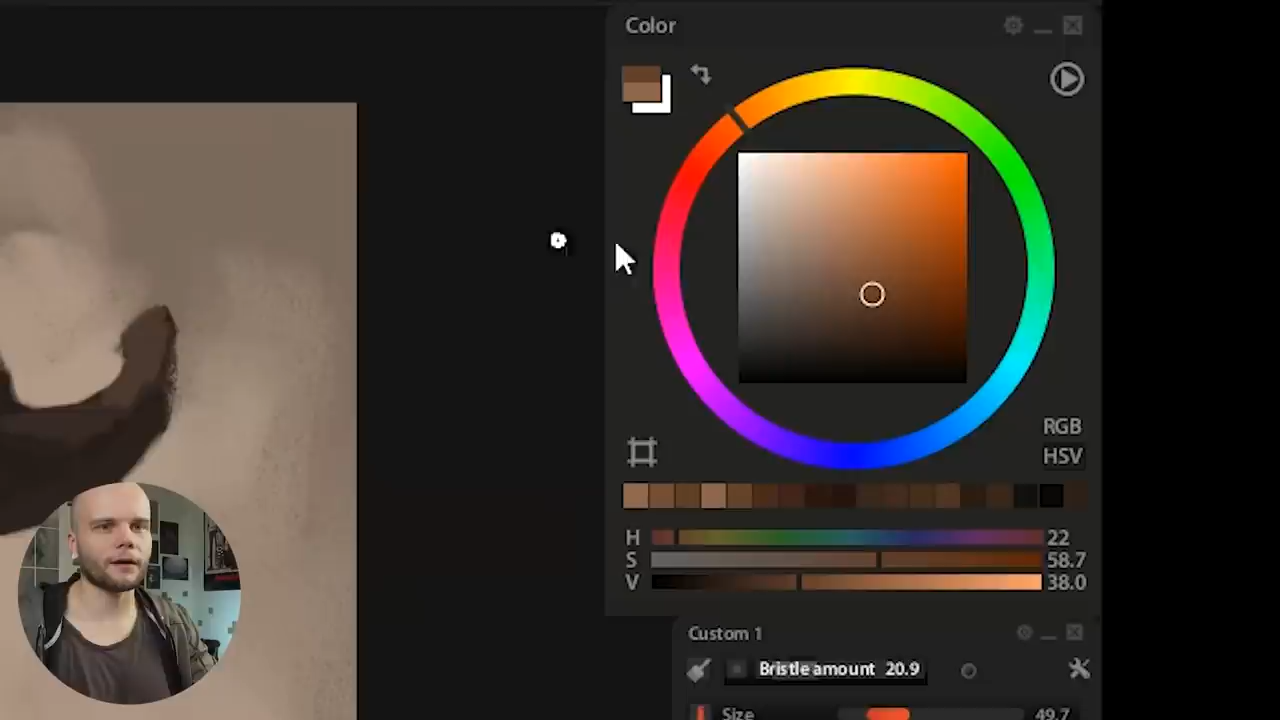 Color
RGB
HSV
H 22
S 58.7
V 38.0
Custom 1
Bristle amount 20.9
Size 49.7